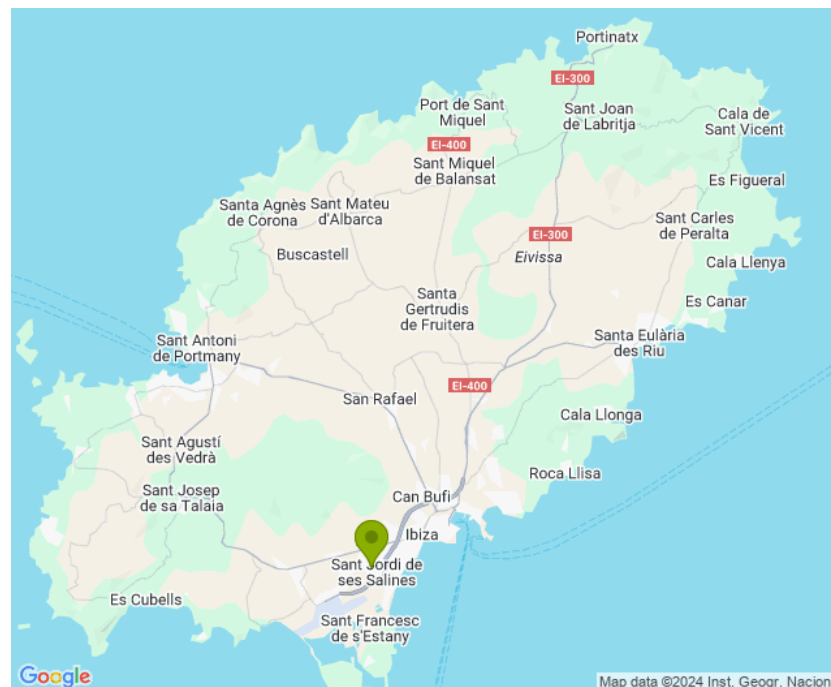 Portinatx
EI-300
Port de Sant
Miquel
Sant Joan
de Labritja
Cala de
Sant Vicent
EI-400
Sant Miquel
de Balansat
Es Figueral
Santa Agnès
de Corona
Sant Mateu
d'Albarca
Sant Carles
de Peralta
EI-300
Buscastell
Eivissa
Cala Llenya
Santa
Gertrudis
de Fruitera
Es Canar
Sant Antoni
de Portmany
Santa Eulària
des Riu
EI-400
San Rafael
Cala Llonga
Sant Agustí
des Vedrà
Roca Llisa
Sant Josep
de sa Talaia
Can Bufi
Ibiza
Sant Jordi de
ses Salines
Es Cubells
Sant Francesc
de s'Estany
Google
Map data ©2024 Inst. Geogr. Nacion